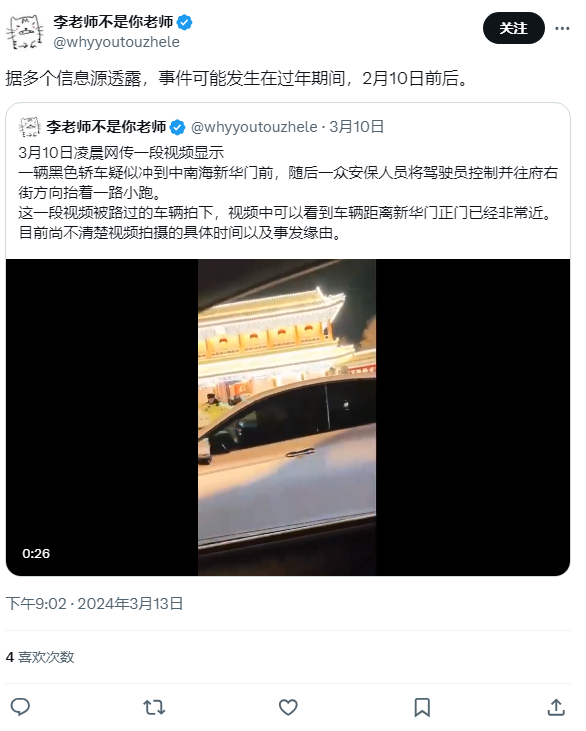 李老师不是你老师
@whyyoutouzhele
关注
据多个信息源透露，事件可能发生在过年期间，2月10日前后。
李老师不是你老师 @whyyoutouzhele · 3月10日
3月10日凌晨网传一段视频显示
一辆黑色轿车疑似冲到中南海新华门前，随后一众安保人员将驾驶员控制并往府右
街方向抬着一路小跑。
这一段视频被路过的车辆拍下，视频中可以看到车辆距离新华门正门已经非常近。
目前尚不清楚视频拍摄的具体时间以及事发缘由。
0:26
下午9:02 · 2024年3月13日
4 喜欢次数